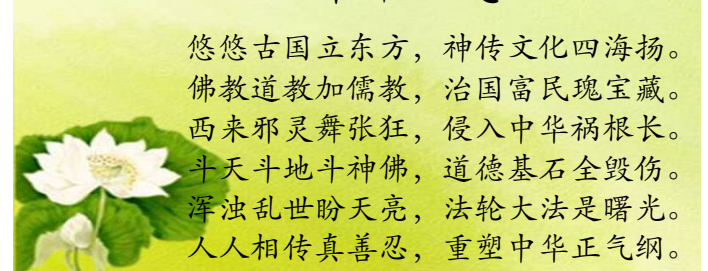 悠悠古国立东方，神传文化四海扬。
佛教道教加儒教，治国富民瑰宝藏。
西来邪灵舞张狂，侵入中华祸根长。
斗天斗地斗神佛，道德基石全毁伤。
浑浊乱世盼天亮，法轮大法是曙光。
人人相传真善忍，重塑中华正气纲。